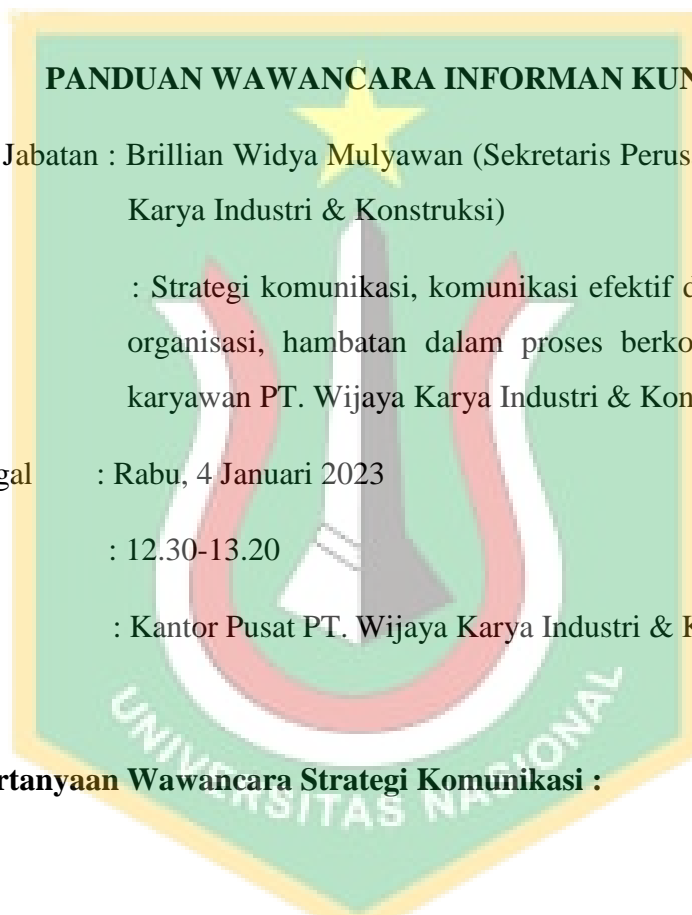 PANDUAN WAWANCARA INFORMAN KUN
Jabatan : Brillian Widya Mulyawan (Sekretaris Perus
Karya Industri & Konstruksi)
: Strategi komunikasi, komunikasi efektif d
organisasi, hambatan dalam proses berko
karyawan PT. Wijaya Karya Industri & Kon
gal : Rabu, 4 Januari 2023
: 12.30-13.20
: Kantor Pusat PT. Wijaya Karya Industri & K
rtanyaan Wawancara Strategi Komunikasi :
UNIVERSITAS NASIONAL